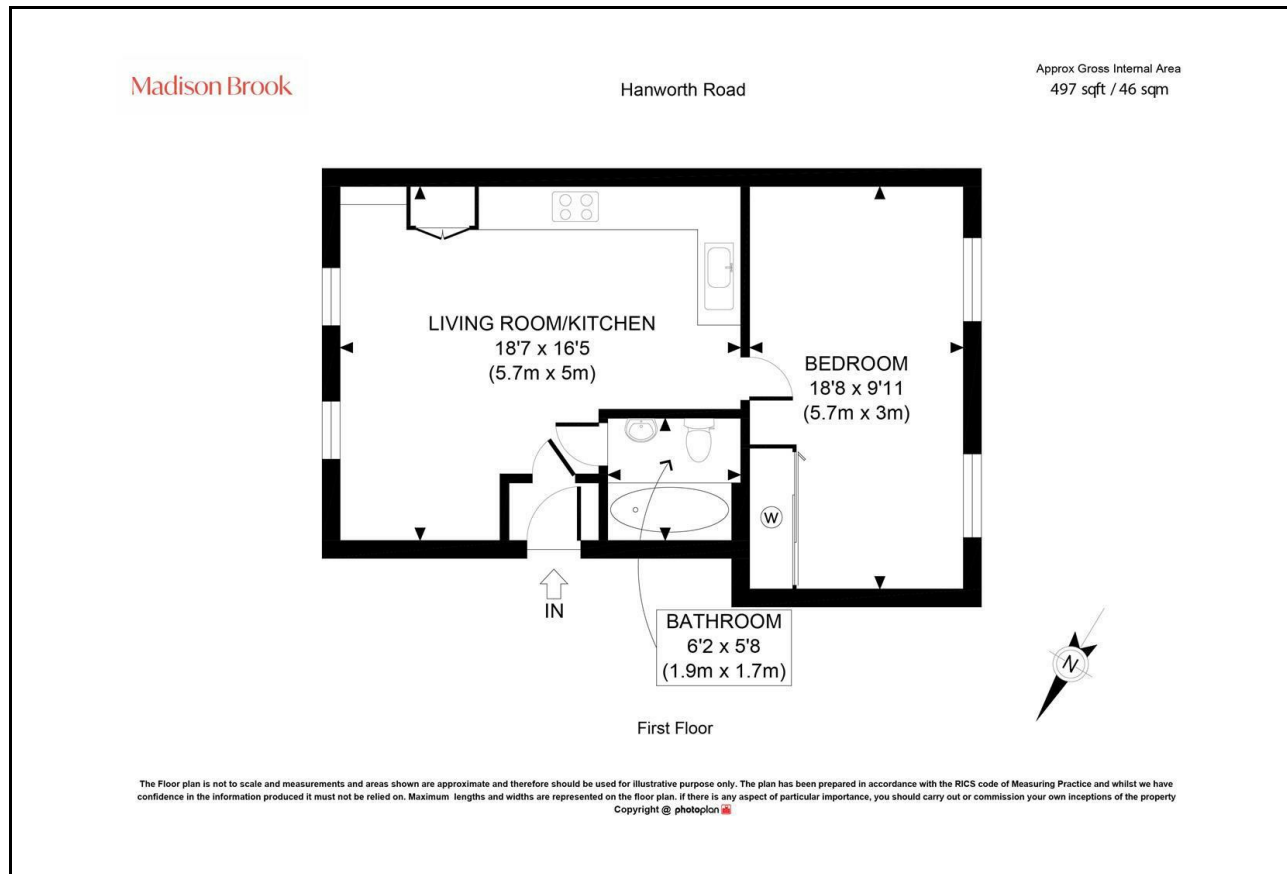 Madison Brook
Hanworth Road
Approx Gross Internal Area
497 sqft / 46 sqm
LIVING ROOM/KITCHEN
18'7 x 16'5
(5.7m x 5m)
BEDROOM
18'8 x 9'11
(5.7m x 3m)
W
IN
BATHROOM
6'2 x 5'8
(1.9m x 1.7m)
N
First Floor
The Floor plan is not to scale and measurements and areas shown are approximate and therefore should be used for illustrative purpose only. The plan has been prepared in accordance with the RICS code of Measuring Practice and whilst we have
confidence in the information produced it must not be relied on. Maximum lengths and widths are represented on the floor plan. if there is any aspect of particular importance, you should carry out or commission your own inceptions of the property
Copyright @ photoplan